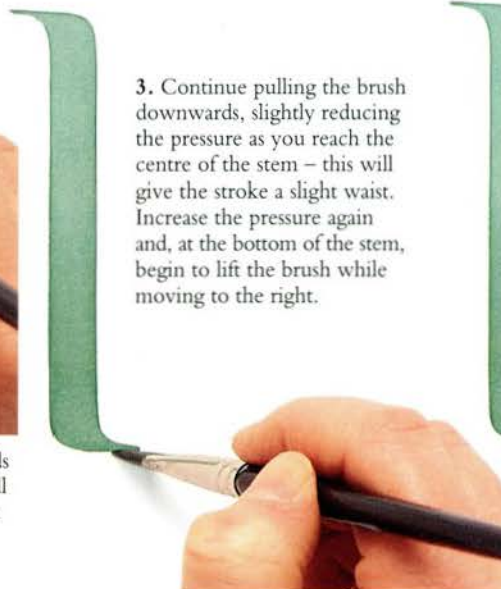 3. Continue pulling the brush
downwards, slightly reducing
the pressure as you reach the
centre of the stem – this will
give the stroke a slight waist.
Increase the pressure again
and, at the bottom of the stem,
begin to lift the brush while
moving to the right.